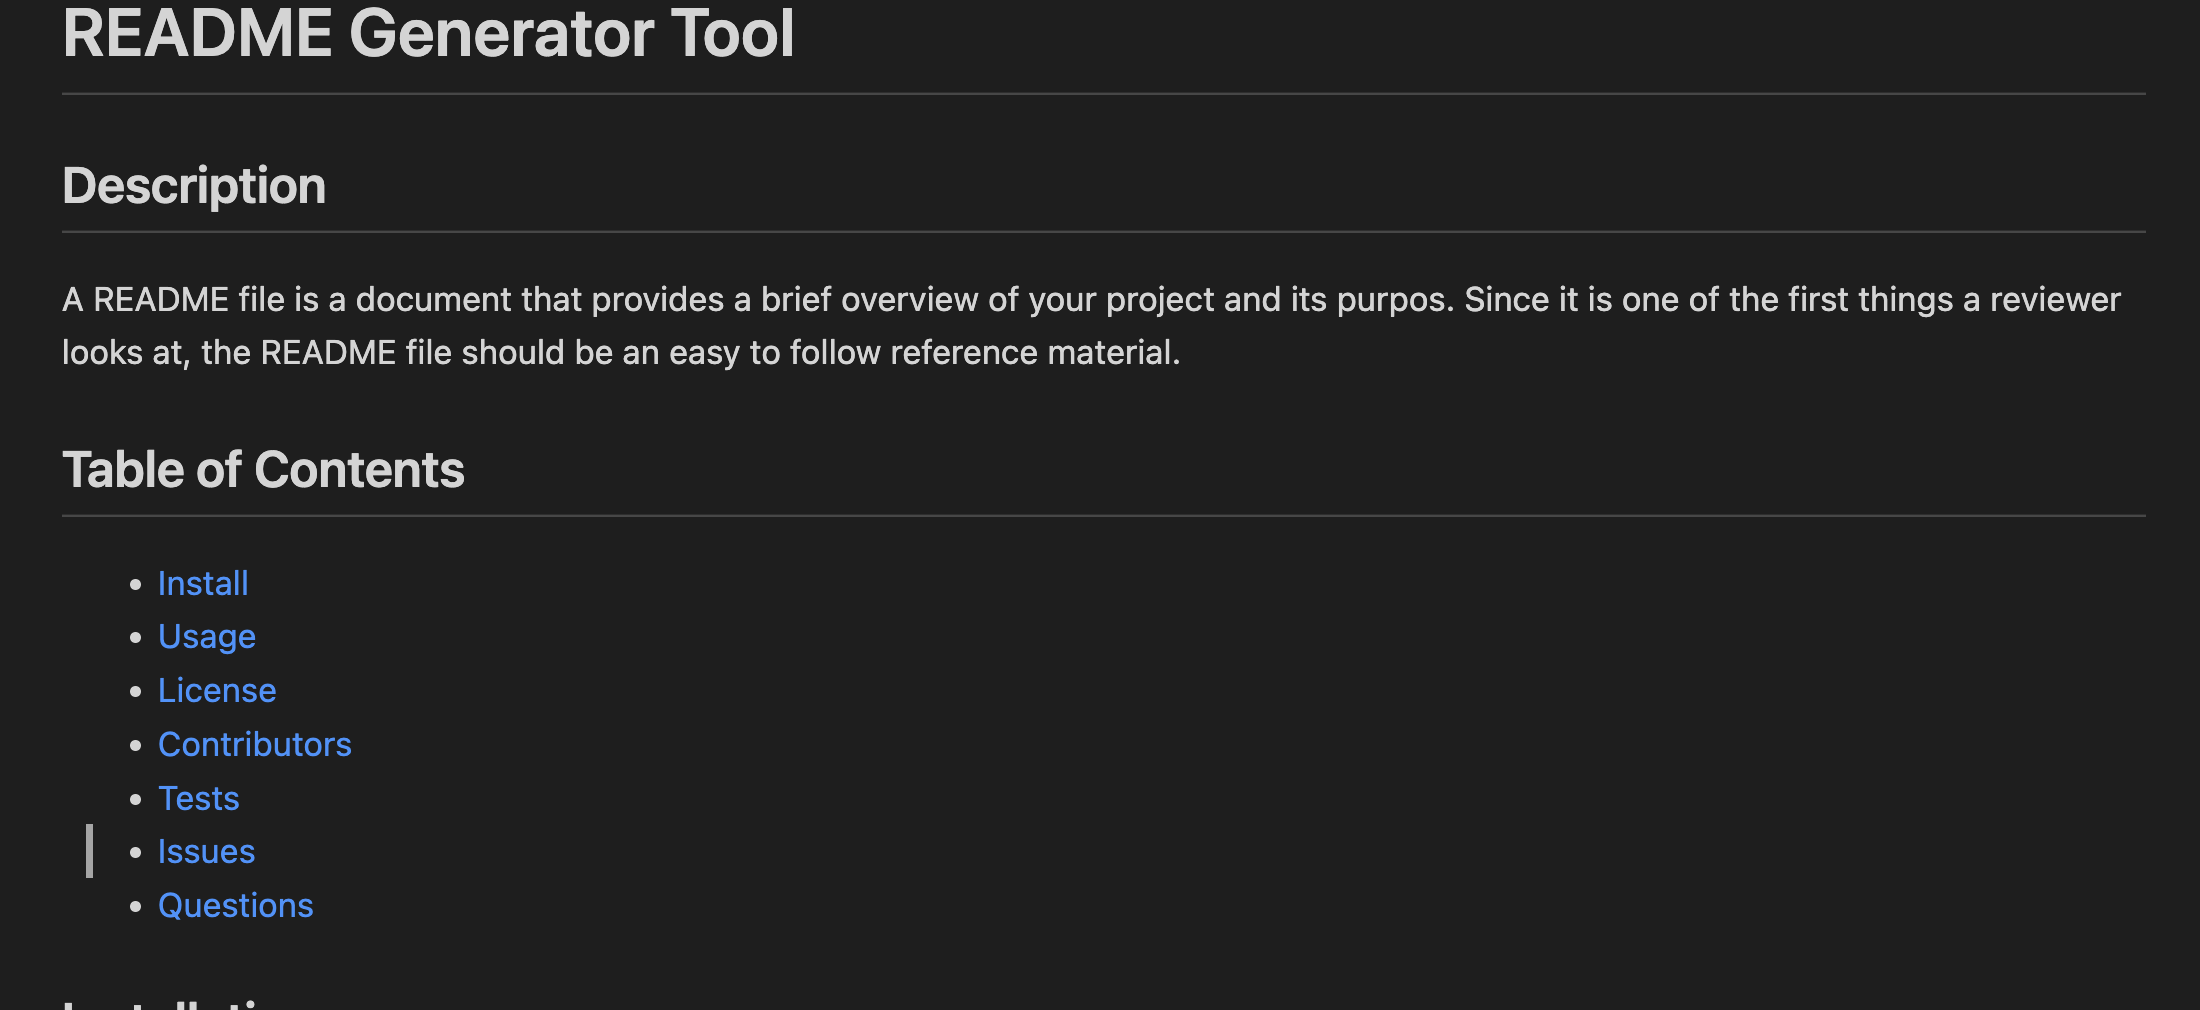 README Generator Tool
Description
A README file is a document that provides a brief overview of your project and its purpos. Since it is one of the first things a reviewer
looks at, the README file should be an easy to follow reference material.
Table of Contents
Install
Usage
License
Contributors
Tests
Issues
Questions